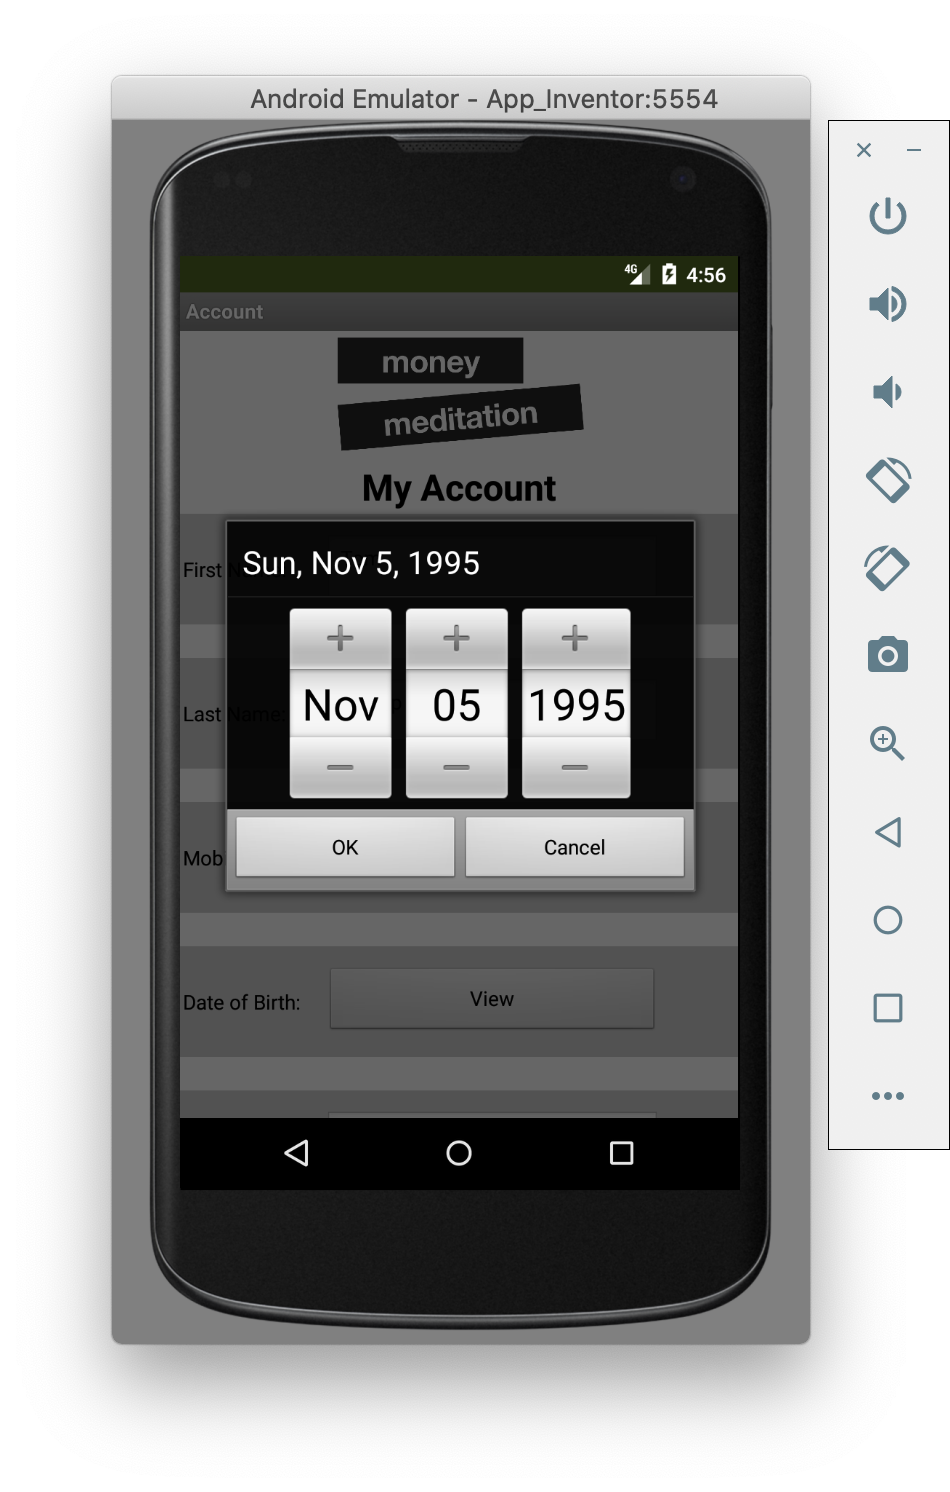 Android Emulator - App_Inventor:5554
4G 4:56
Account
money
meditation
My Account
Sun, Nov 5, 1995
First
Nov 05 1995
Last Name:
Mob
OK Cancel
Date of Birth: View